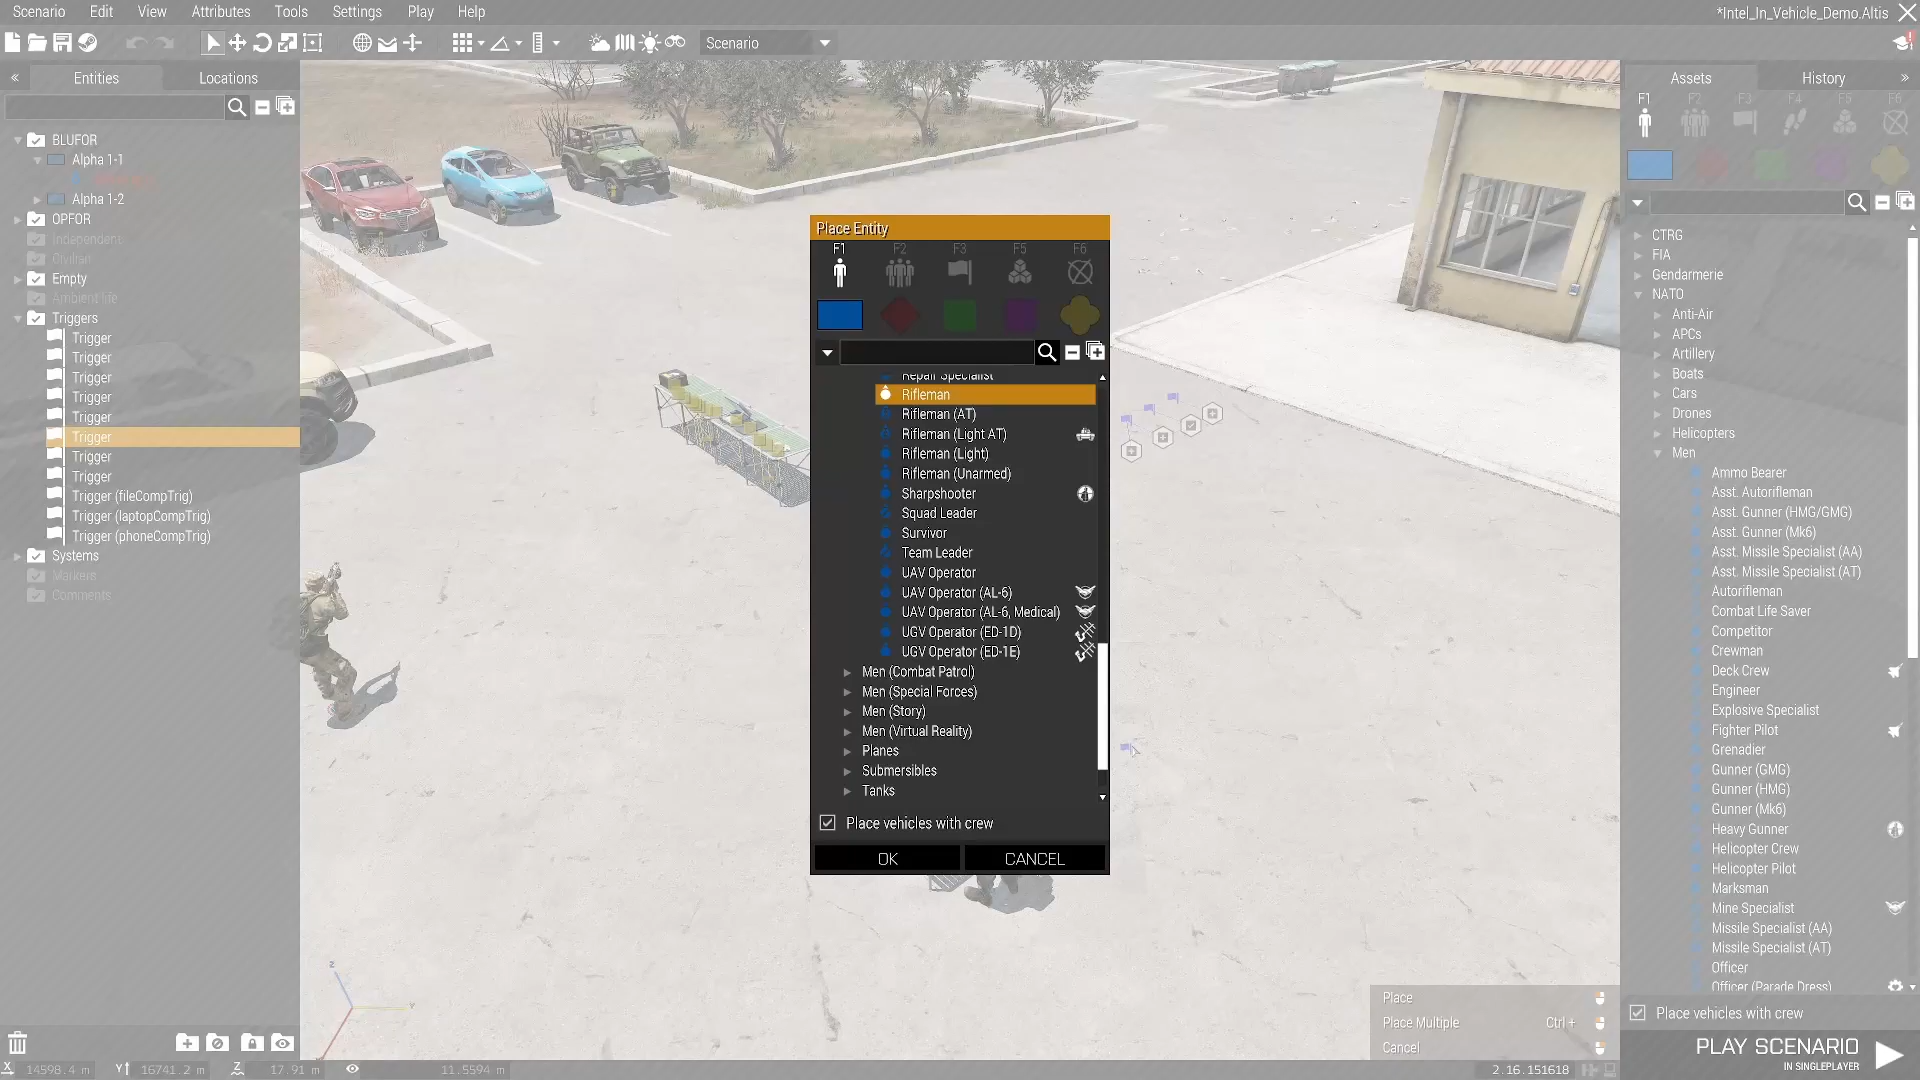 Scenario Edit View Attributes Tools Settings Play Help
*Intel_In_Vehicle_Demo.Altis
Scenario
Entities Locations
BLUFOR
Alpha 1-1
Alpha 1-2
OPFOR
Independent
Civilian
Empty
Ambient life
Triggers
Trigger
Trigger
Trigger
Trigger
Trigger
Trigger
Trigger
Trigger
Trigger (fileCompTrig)
Trigger (laptopCompTrig)
Trigger (phoneCompTrig)
Systems
Markers
Comments
X 14598.4 m Y 16741.2 m Z 17.91 m 11.5594 m
Place Entity
F1 F2 F3 F5 F6
Repair Specialist
Rifleman
Rifleman (AT)
Rifleman (Light AT)
Rifleman (Light)
Rifleman (Unarmed)
Sharpshooter
Squad Leader
Survivor
Team Leader
UAV Operator
UAV Operator (AL-6)
UAV Operator (AL-6, Medical)
UGV Operator (ED-1D)
UGV Operator (ED-1E)
Men (Combat Patrol)
Men (Special Forces)
Men (Story)
Men (Virtual Reality)
Planes
Submersibles
Tanks
Place vehicles with crew
OK CANCEL
Place
Place Multiple Ctrl +
Cancel
2.16.151618
Assets History
F1 F2 F3 F4 F5 F6
CTRG
FIA
Gendarmerie
NATO
Anti-Air
APCs
Artillery
Boats
Cars
Drones
Helicopters
Men
Ammo Bearer
Asst. Autorifleman
Asst. Gunner (HMG/GMG)
Asst. Gunner (Mk6)
Asst. Missile Specialist (AA)
Asst. Missile Specialist (AT)
Autorifleman
Combat Life Saver
Competitor
Crewman
Deck Crew
Engineer
Explosive Specialist
Fighter Pilot
Grenadier
Gunner (GMG)
Gunner (HMG)
Gunner (Mk6)
Heavy Gunner
Helicopter Crew
Helicopter Pilot
Marksman
Mine Specialist
Missile Specialist (AA)
Missile Specialist (AT)
Officer
Officer (Parade Dress)
Place vehicles with crew
PLAY SCENARIO
IN SINGLEPLAYER